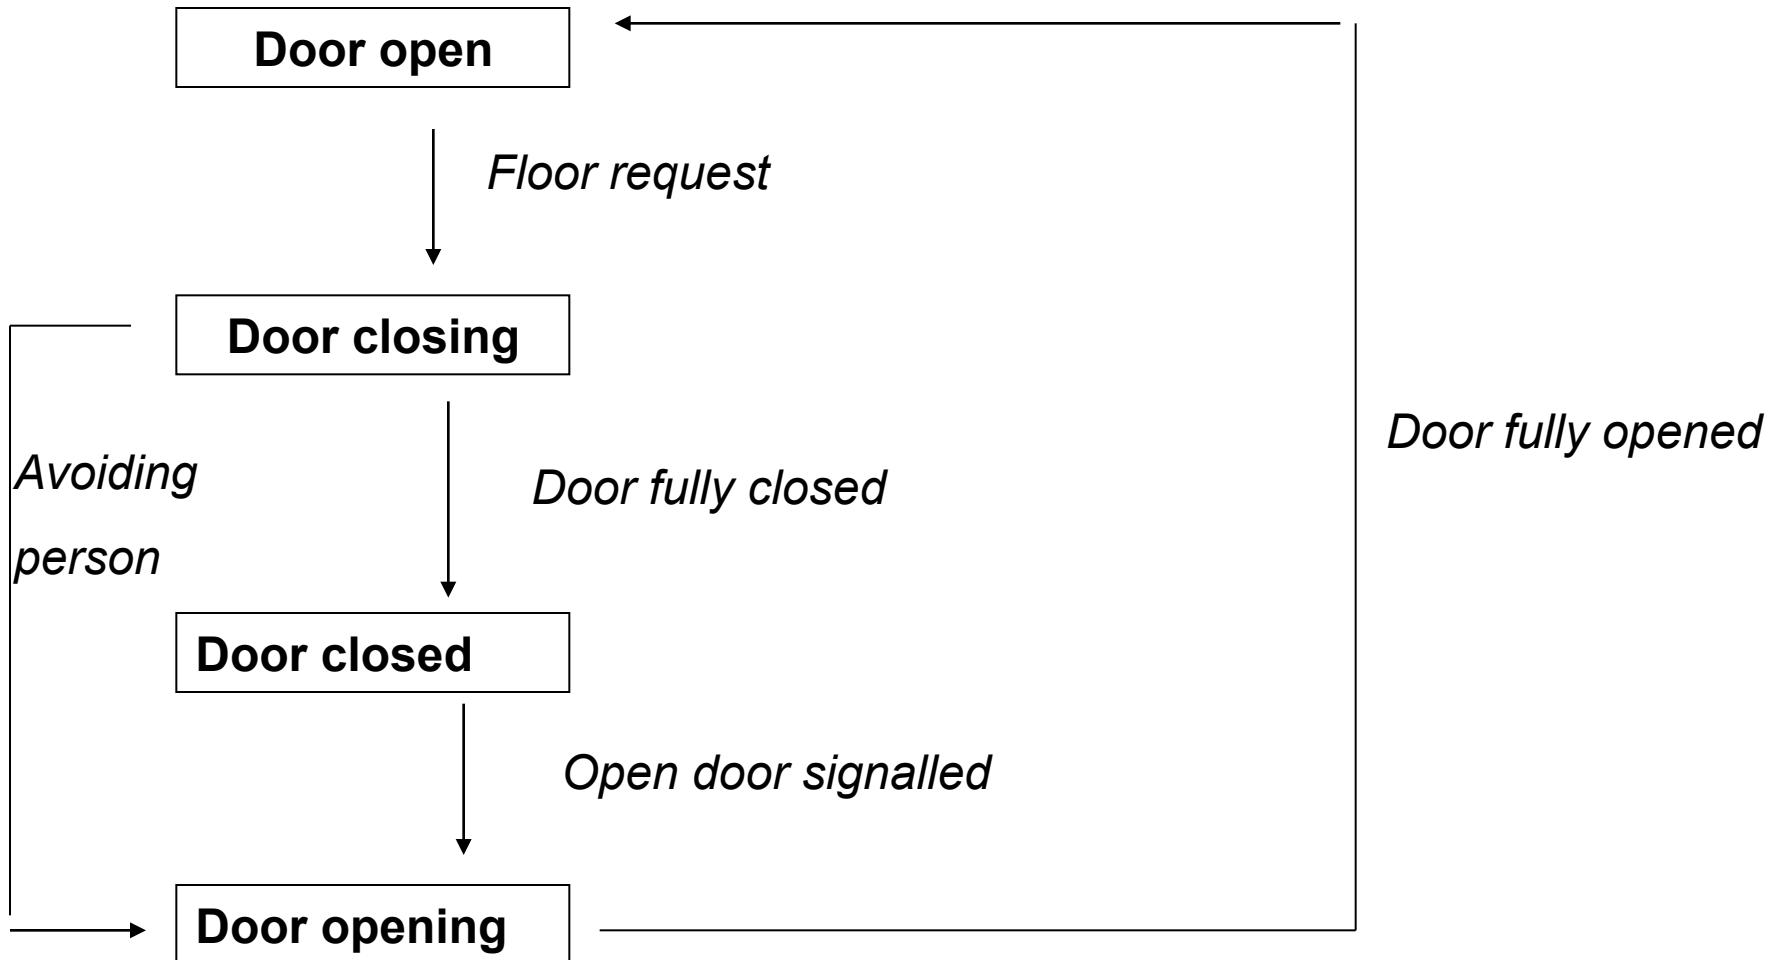 Door open
Floor request
Door closing
Door fully opened
Avoiding
person
Door fully closed
Door closed
Open door signalled
Door opening